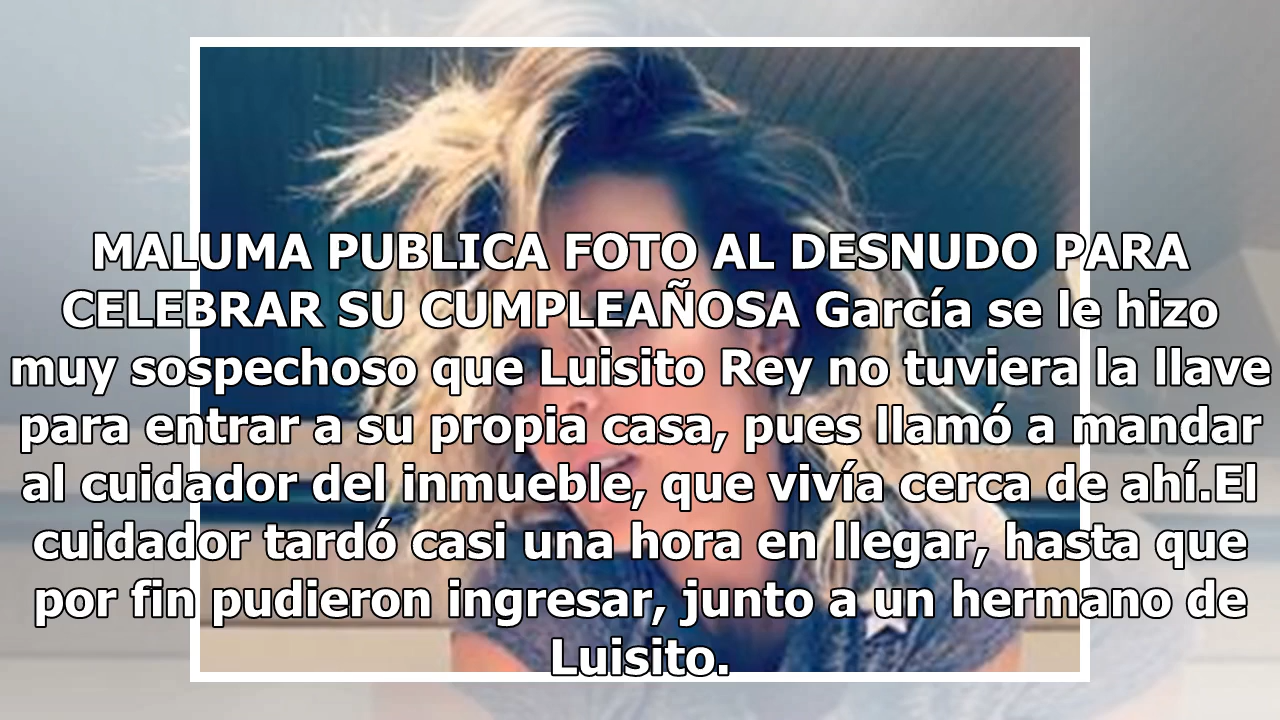 MALUMA PUBLICA FOTO AL DESNUDO PARA
CELEBRAR SU CUMPLEAÑOSA García se le hizo
muy sospechoso que Luisito Rey no tuviera la llave
para entrar a su propia casa, pues llamó a mandar
al cuidador del inmueble, que vivía cerca de ahí.El
cuidador tardó casi una hora en llegar, hasta que
por fin pudieron ingresar, junto a un hermano de
Luisito.